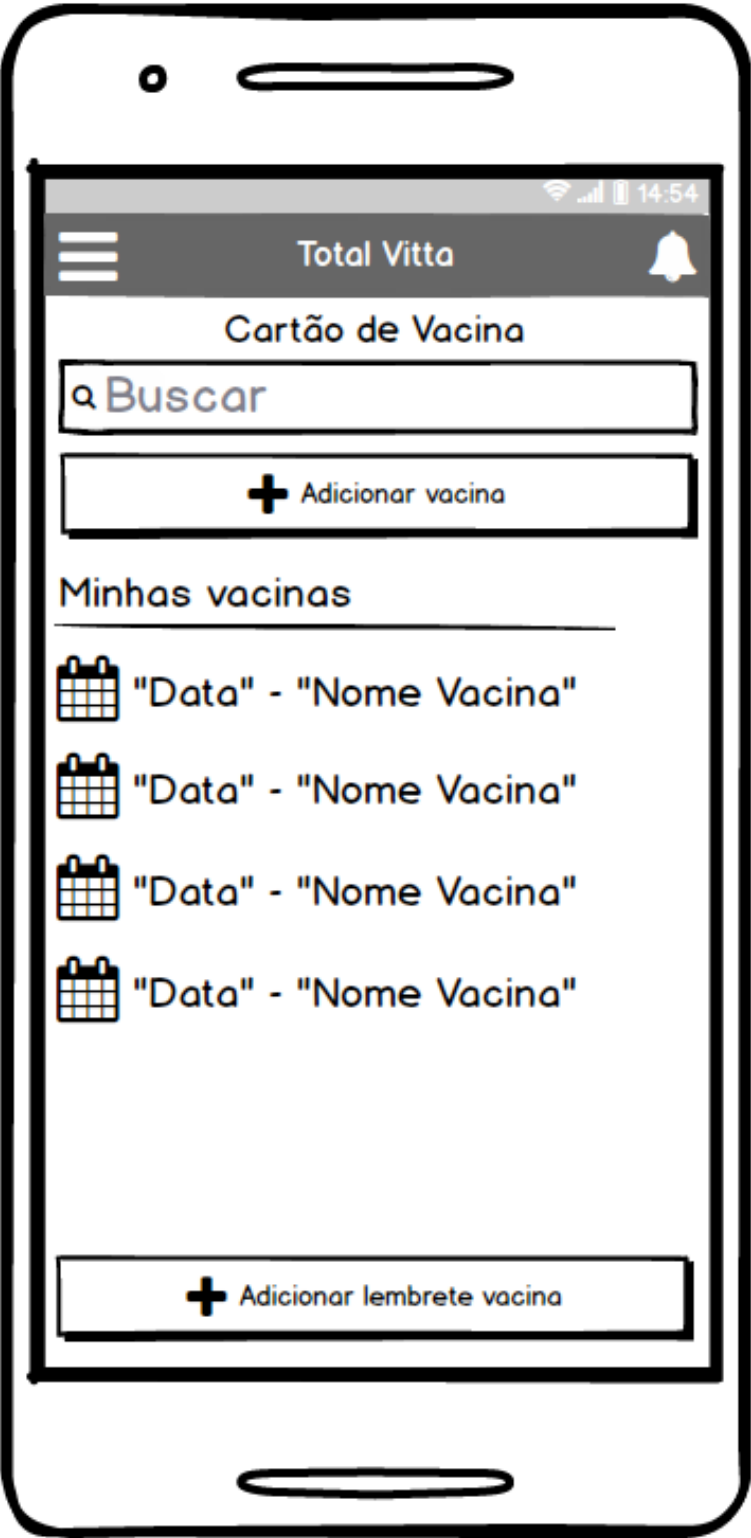 14:54
Total Vitta
Cartão de Vacina
Buscar
Adicionar vacina
Minhas vacinas
"Data" - "Nome Vacina"
"Data" - "Nome Vacina"
"Data" - "Nome Vacina"
"Data" - "Nome Vacina"
Adicionar lembrete vacina